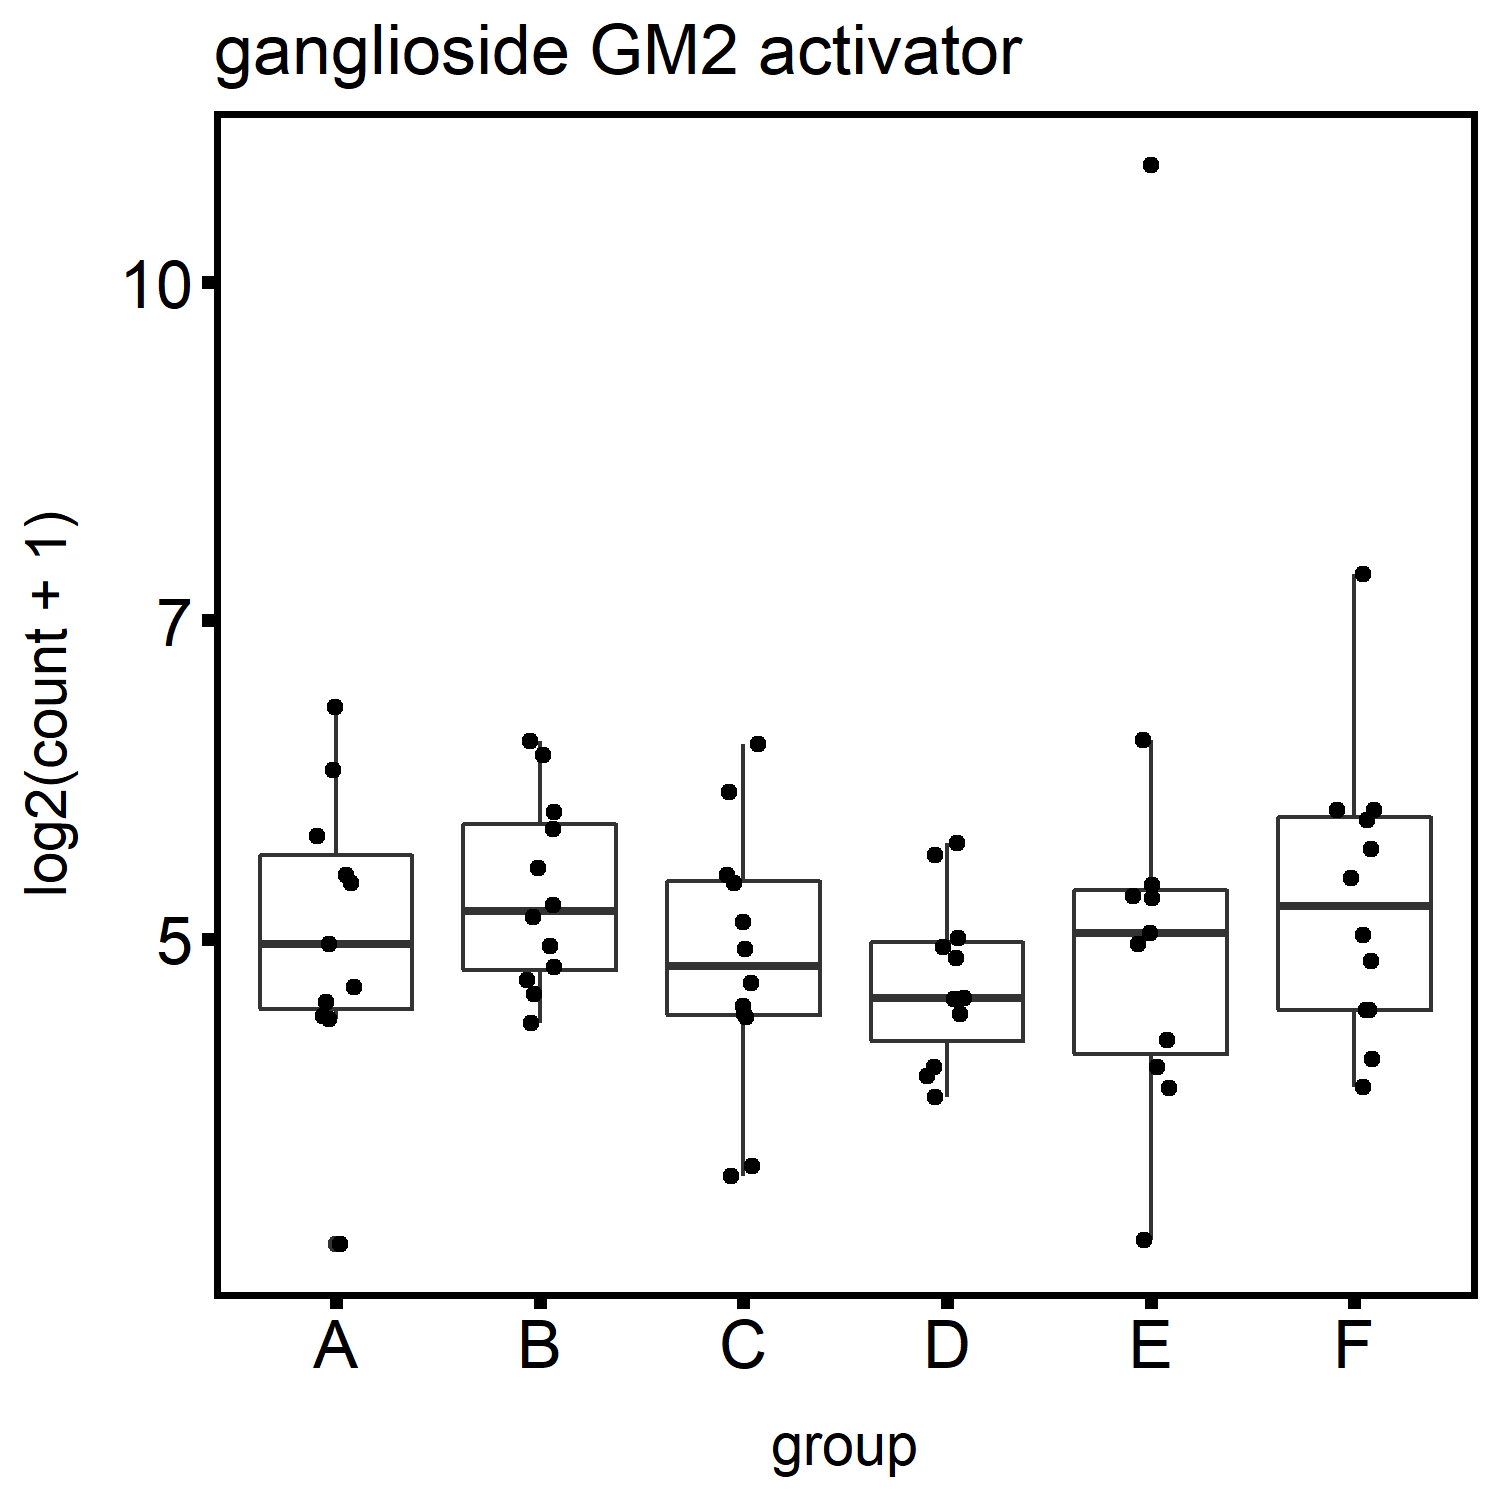 ganglioside GM2 activator
log2(count + 1)
10
7
5
A B C D E F
group